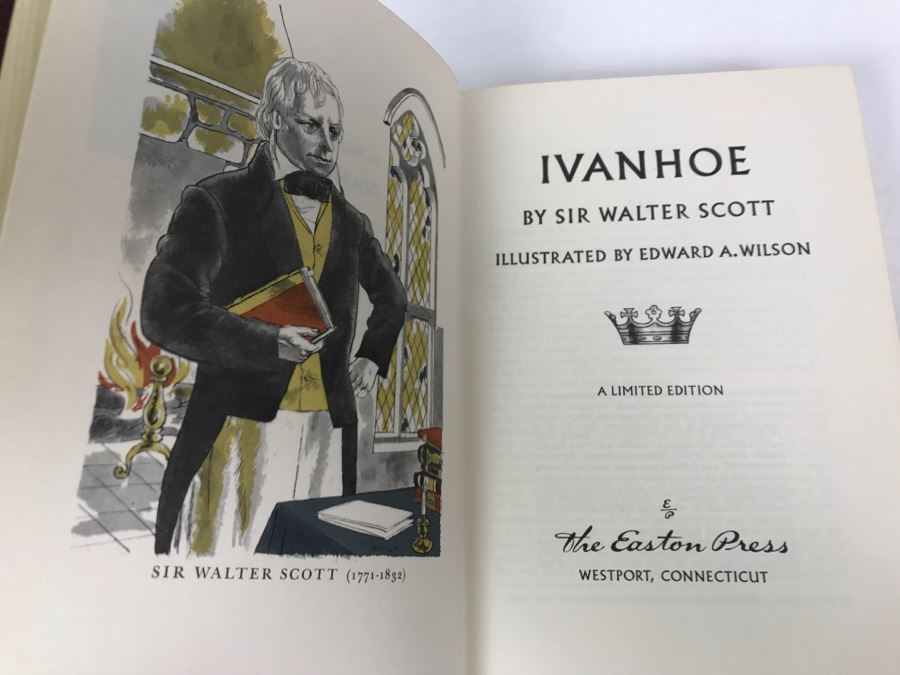 SIR WALTER SCOTT (1771-1832)
IVANHOE
BY SIR WALTER SCOTT
ILLUSTRATED BY EDWARD A. WILSON
A LIMITED EDITION
E/P
The Easton Press
WESTPORT, CONNECTICUT